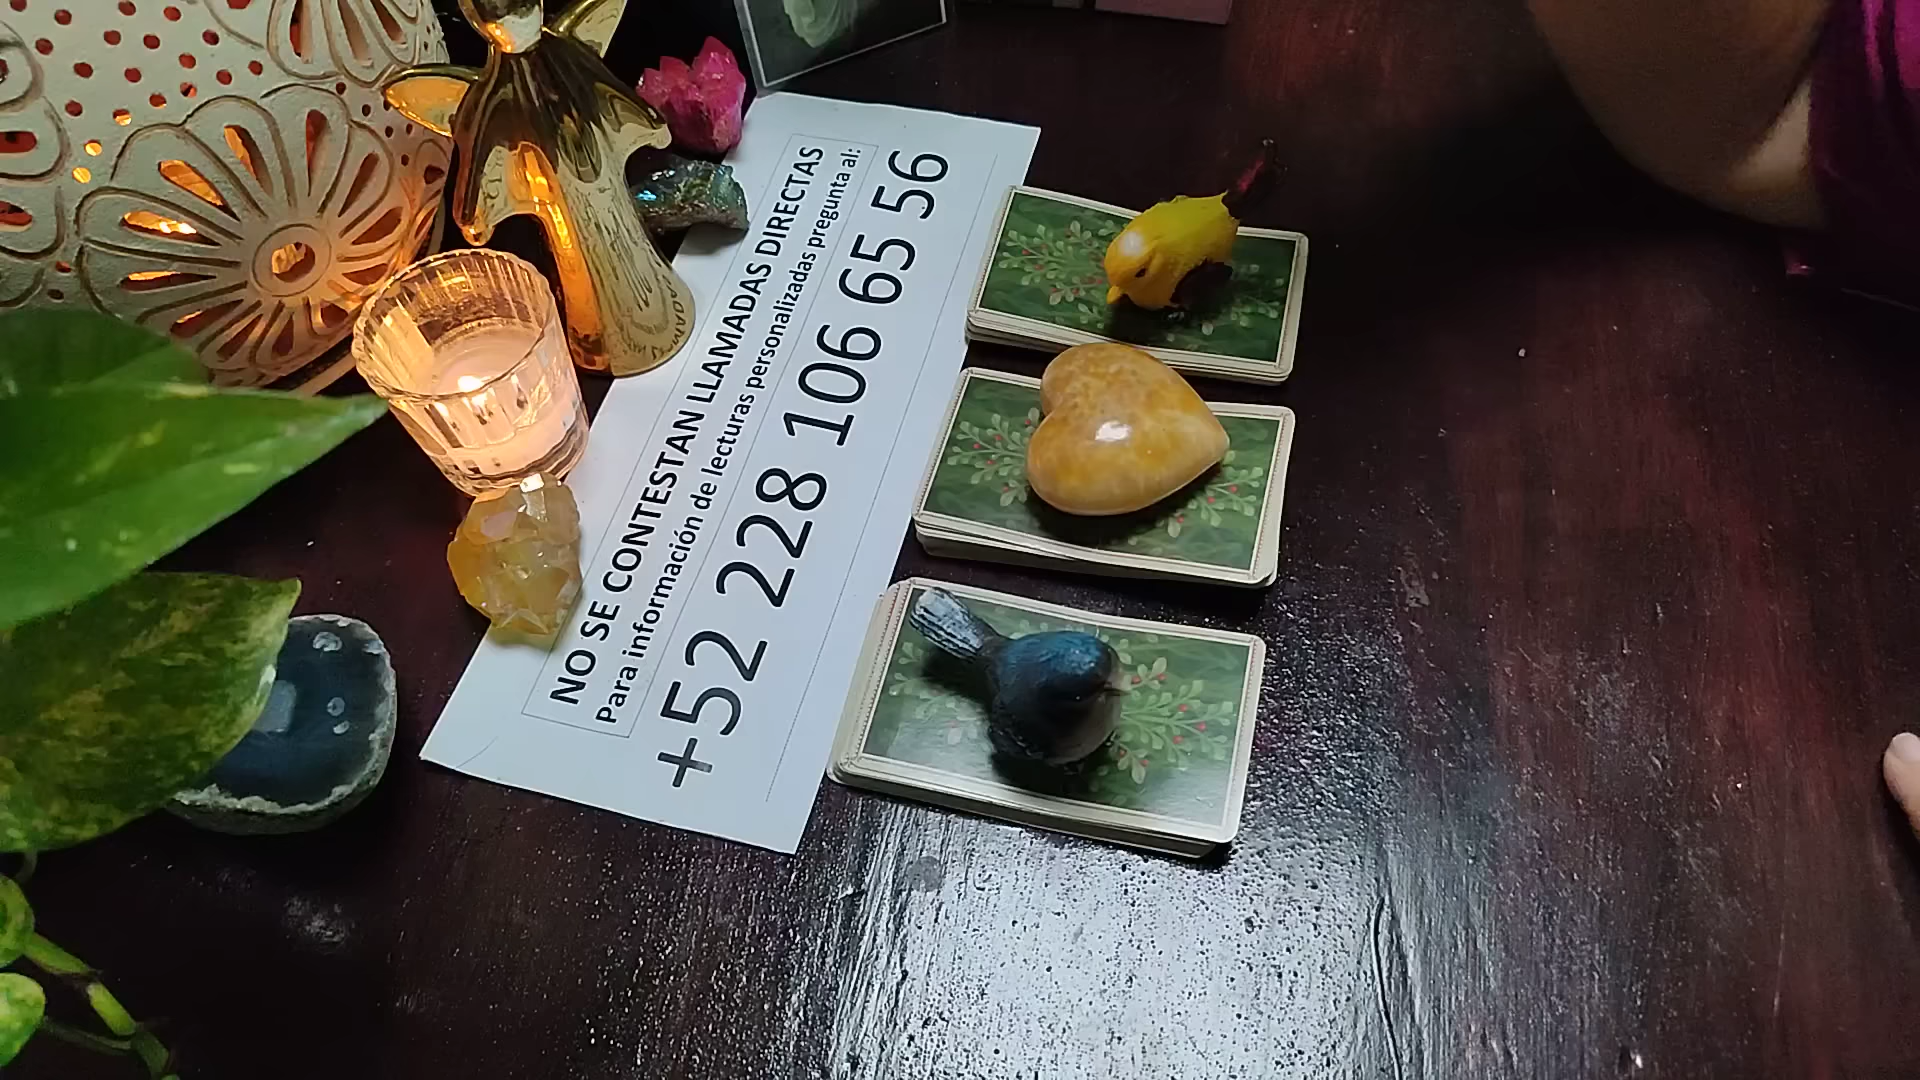 NO SE CONTESTAN LLAMADAS DIRECTAS
Para información de lecturas personalizadas pregunta al:
+52 228 106 65 56